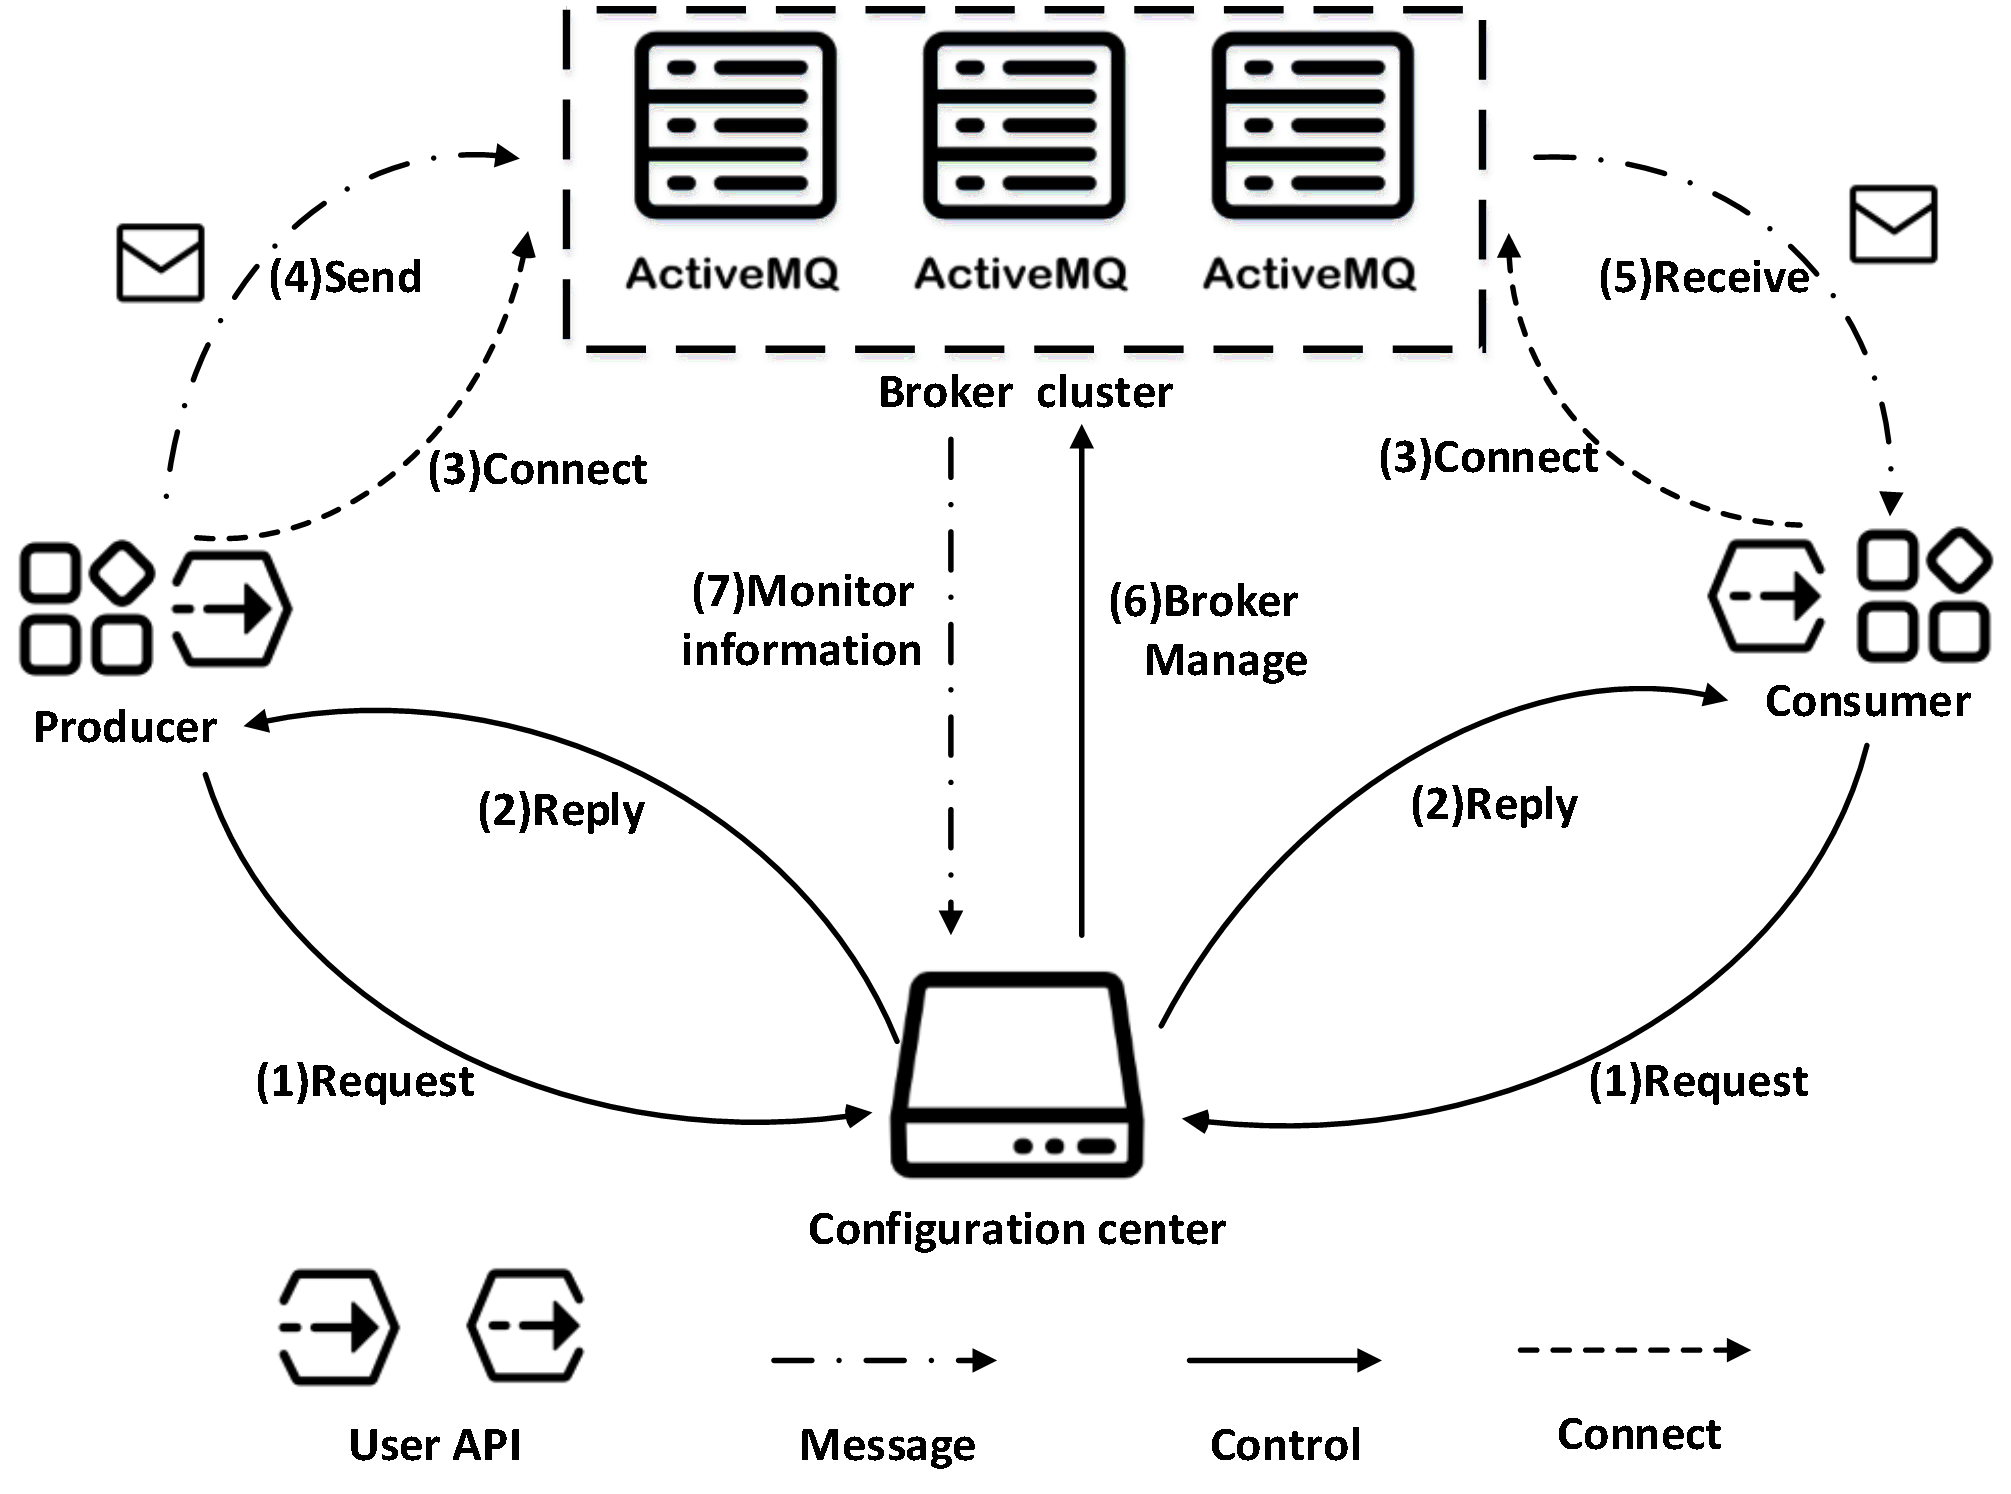 ActiveMQ ActiveMQ ActiveMQ
(4)Send
(5)Receive
Broker cluster
(3)Connect
(3)Connect
(7)Monitor
information
(6)Broker
Manage
Producer
Consumer
(2)Reply
(2)Reply
(1)Request
(1)Request
Configuration center
User API
Message
Control
Connect